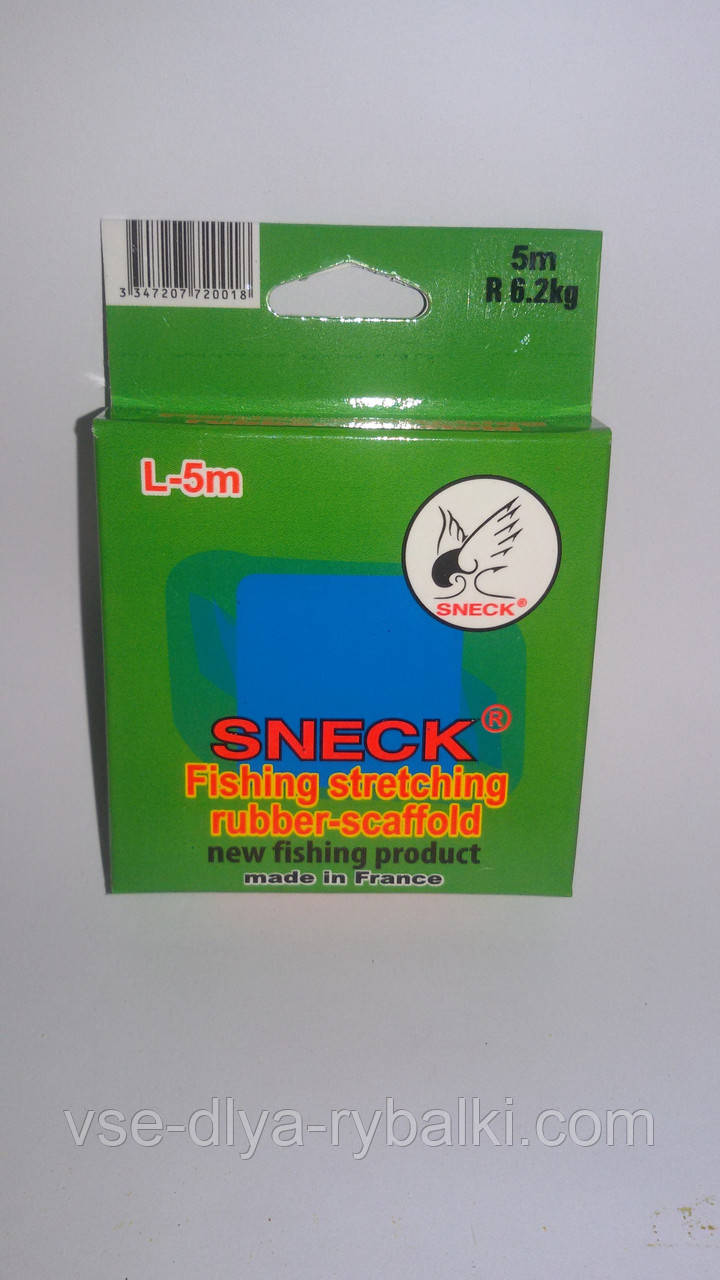 3 347207 720018
5m
R 6.2kg
L-5m
SNECK®
SNECK®
Fishing stretching
rubber-scaffold
new fishing product
made in France
vse-dlya-rybalki.com